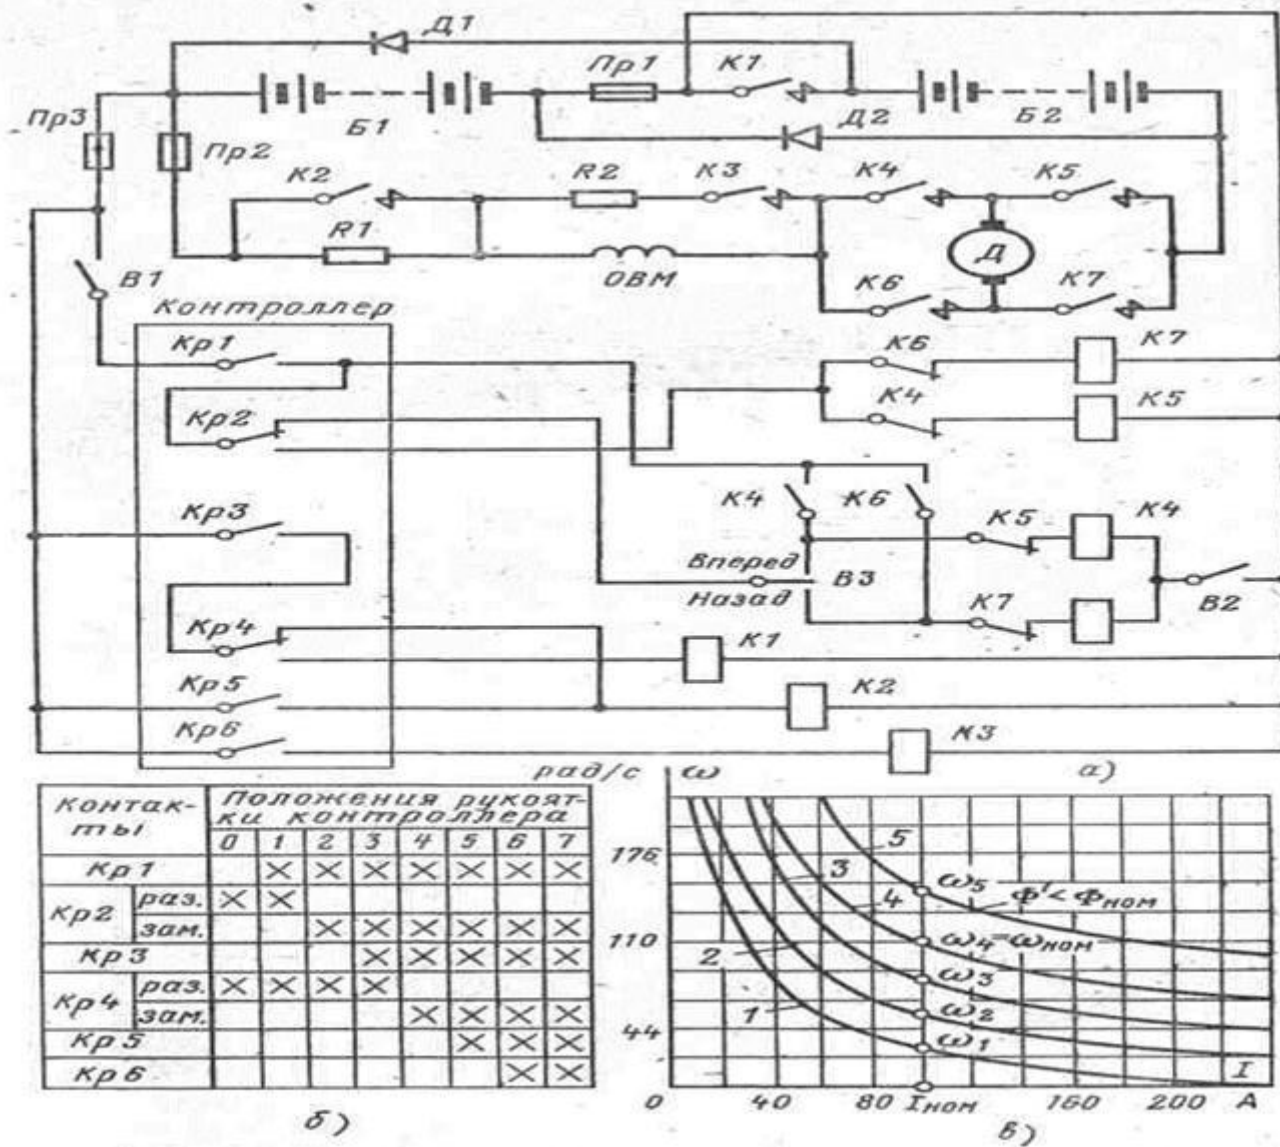 Д1
Пр1 К1
Б1 Д2 Б2
Пр3
Пр2
К2 R2 К3 К4 К5
R1 Д
В1 ОВМ К6 К7
Контроллер
Кр1 К6 К7
Кр2 К4 К5
Кр3 К4 К6 К5 К4
Вперед
В3
Назад К7 В2
Кр4 К1
Кр5 К2
Кр6 К3
а)
контак-
ты
Положения рукоят-
ки контроллера
0 1 2 3 4 5 6 7
Кр1 X X X X X X X
Кр2 раз. X X
зам. X X X X X X
Кр3 X X X X X
Кр4 раз. X X X X
зам. X X X X
Кр5 X X X
Кр6 X X
б)
рад/с ω
176
110
44
5
3
4
2
1
ω5
Ф' < Фном
ω4=ωном
ω3
ω2
ω1
I
0 40 80 Iном 160 200 А
в)